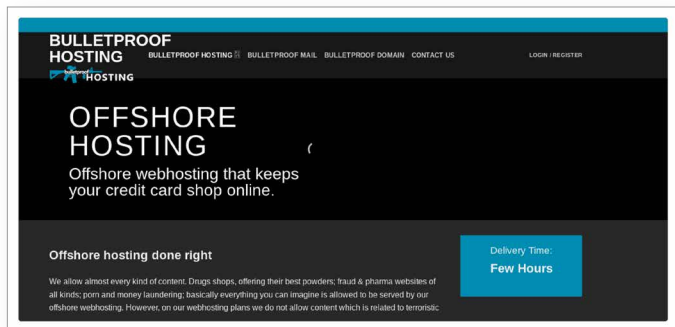 BULLETPROOF
HOSTING
BULLETPROOF HOSTING BULLETPROOF MAIL BULLETPROOF DOMAIN CONTACT US LOGIN / REGISTER
bulletproof
HOSTING
OFFSHORE
HOSTING
Offshore webhosting that keeps
your credit card shop online.
Offshore hosting done right
Delivery Time:
Few Hours
We allow almost every kind of content. Drugs shops, offering their best powders; fraud & pharma websites of
all kinds; porn and money laundering; basically everything you can imagine is allowed to be served by our
offshore webhosting. However, on our webhosting plans we do not allow content which is related to terroristic